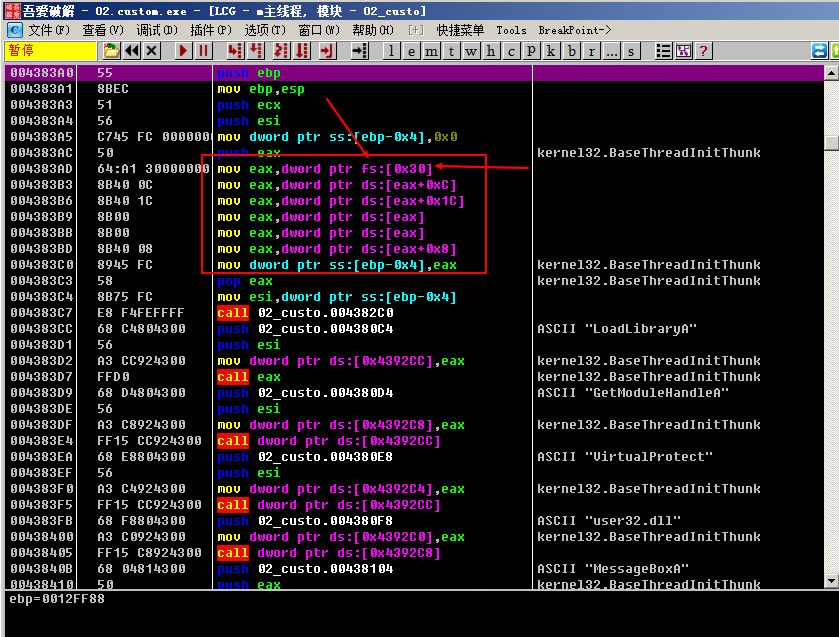 吾爱破解 - 02.custom.exe - [LCG - m主线程, 模块 - 02_custo]
C 文件(F) 查看(V) 调试(D) 插件(P) 选项(T) 窗口(W) 帮助(H) [+] 快捷菜单 Tools BreakPoint->
暂停 l e m t w h c P k b r ... s ?
004383A0 55 push ebp
004383A1 8BEC mov ebp,esp
004383A3 51 push ecx
004383A4 56 push esi
004383A5 C745 FC 0000000 mov dword ptr ss:[ebp-0x4],0x0
004383AC 50 push eax kernel32.BaseThreadInitThunk
004383AD 64:A1 30000000 mov eax,dword ptr fs:[0x30]
004383B3 8B40 0C mov eax,dword ptr ds:[eax+0xC]
004383B6 8B40 1C mov eax,dword ptr ds:[eax+0x1C]
004383B9 8B00 mov eax,dword ptr ds:[eax]
004383BB 8B00 mov eax,dword ptr ds:[eax]
004383BD 8B40 08 mov eax,dword ptr ds:[eax+0x8]
004383C0 8945 FC mov dword ptr ss:[ebp-0x4],eax kernel32.BaseThreadInitThunk
004383C3 58 pop eax kernel32.BaseThreadInitThunk
004383C4 8B75 FC mov esi,dword ptr ss:[ebp-0x4]
004383C7 E8 F4FEFFFF call 02_custo.004382C0
004383CC 68 C4804300 push 02_custo.004380C4 ASCII "LoadLibraryA"
004383D1 56 push esi
004383D2 A3 CC924300 mov dword ptr ds:[0x4392CC],eax kernel32.BaseThreadInitThunk
004383D7 FFD0 call eax kernel32.BaseThreadInitThunk
004383D9 68 D4804300 push 02_custo.004380D4 ASCII "GetModuleHandleA"
004383DE 56 push esi
004383DF A3 C8924300 mov dword ptr ds:[0x4392C8],eax kernel32.BaseThreadInitThunk
004383E4 FF15 CC924300 call dword ptr ds:[0x4392CC]
004383EA 68 E8804300 push 02_custo.004380E8 ASCII "VirtualProtect"
004383EF 56 push esi
004383F0 A3 C4924300 mov dword ptr ds:[0x4392C4],eax kernel32.BaseThreadInitThunk
004383F5 FF15 CC924300 call dword ptr ds:[0x4392CC]
004383FB 68 F8804300 push 02_custo.004380F8 ASCII "user32.dll"
00438400 A3 C0924300 mov dword ptr ds:[0x4392C0],eax kernel32.BaseThreadInitThunk
00438405 FF15 C8924300 call dword ptr ds:[0x4392C8]
0043840B 68 04814300 push 02_custo.00438104 ASCII "MessageBoxA"
00438410 50 push eax kernel32.BaseThreadInitThunk
ebp=0012FF88